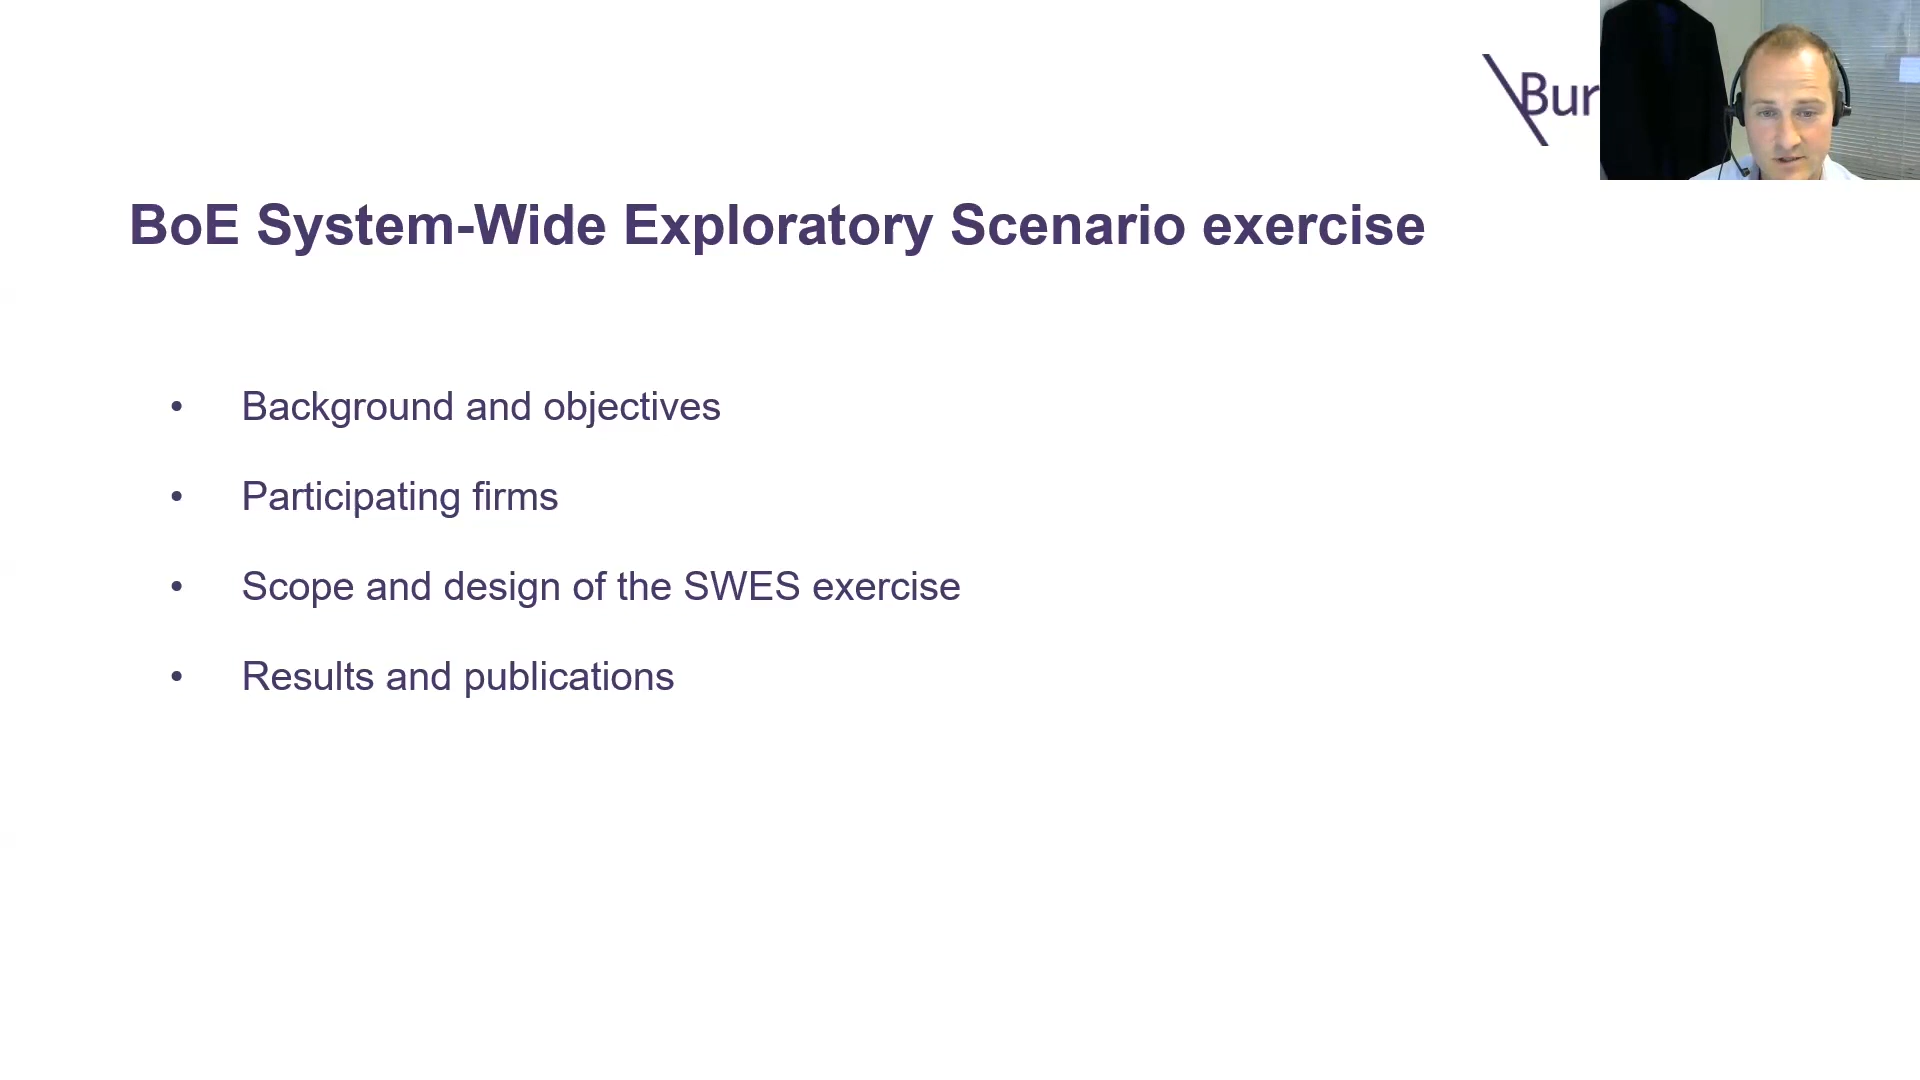 Bur
BoE System-Wide Exploratory Scenario exercise
• Background and objectives
• Participating firms
• Scope and design of the SWES exercise
• Results and publications